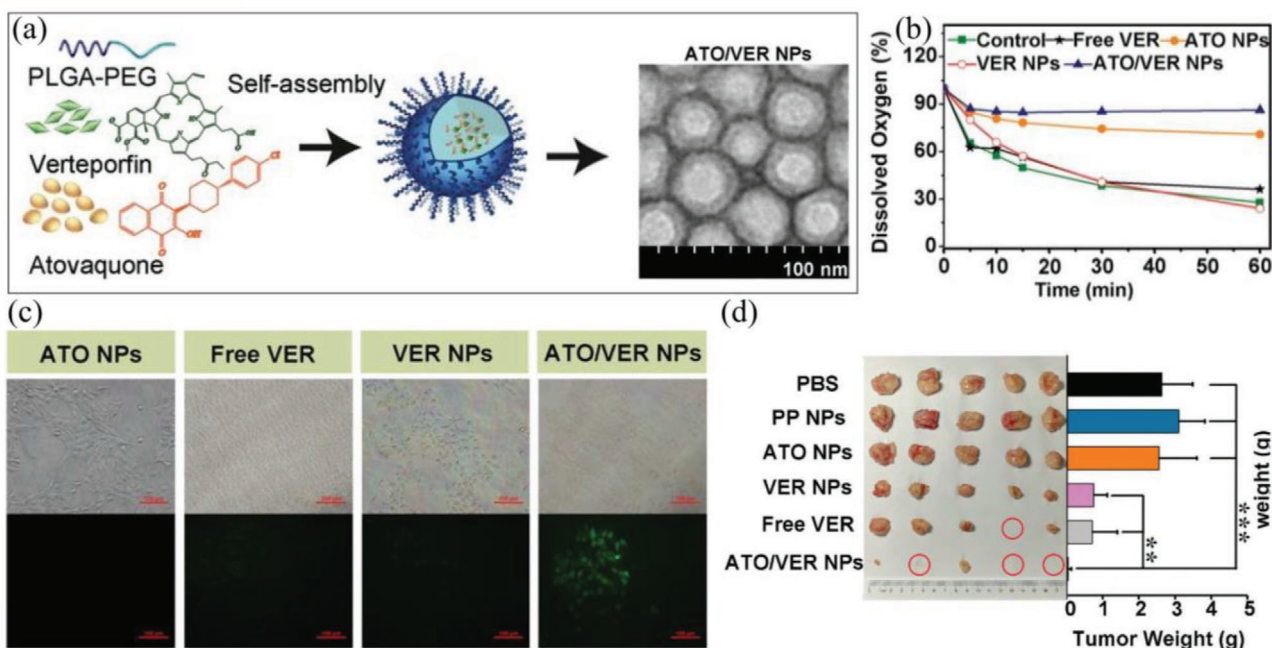 (a)
PLGA-PEG
Verteporfin
Atovaquone
Cl
OH
O
O
Self-assembly
ATO/VER NPs
100 nm
(b)
Control Free VER ATO NPs
VER NPs ATO/VER NPs
Dissolved Oxygen (%)
120
90
60
30
0
0 10 20 30 40 50 60
Time (min)
(c)
ATO NPs Free VER VER NPs ATO/VER NPs
(d)
PBS
PP NPs
ATO NPs
VER NPs
Free VER
ATO/VER NPs
**
***
weight (g)
0 1 2 3 4 5
Tumor Weight (g)